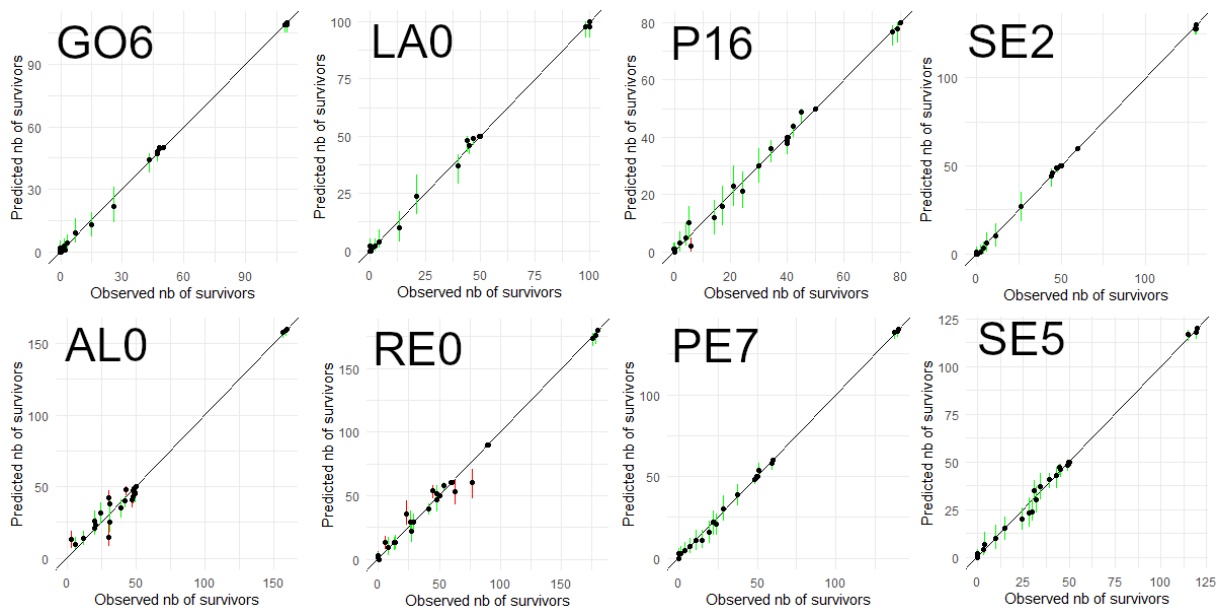 GO6
Predicted nb of survivors
90
60
30
0
0 30 60 90
Observed nb of survivors
LA0
Predicted nb of survivors
100
75
50
25
0
0 25 50 75 100
Observed nb of survivors
P16
Predicted nb of survivors
80
60
40
20
0
0 20 40 60 80
Observed nb of survivors
SE2
Predicted nb of survivors
100
50
0
0 50 100
Observed nb of survivors
AL0
Predicted nb of survivors
150
100
50
0
0 50 100 150
Observed nb of survivors
RE0
Predicted nb of survivors
150
100
50
0
0 50 100 150
Observed nb of survivors
PE7
Predicted nb of survivors
100
50
0
0 50 100
Observed nb of survivors
SE5
Predicted nb of survivors
125
100
75
50
25
0
0 25 50 75 100 125
Observed nb of survivors